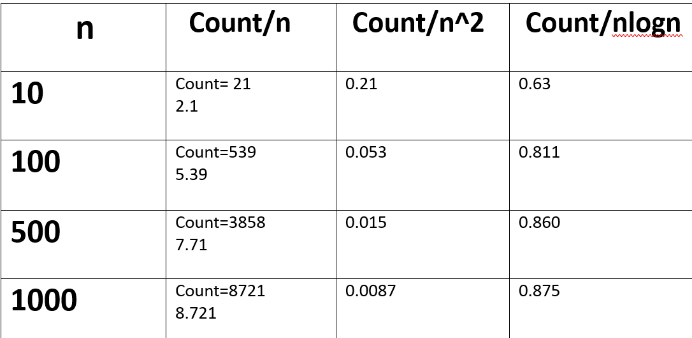 n
Count/n
Count/n^2
Count/nlogn
10
Count= 21
2.1
0.21
0.63
100
Count=539
5.39
0.053
0.811
500
Count=3858
7.71
0.015
0.860
1000
Count=8721
8.721
0.0087
0.875